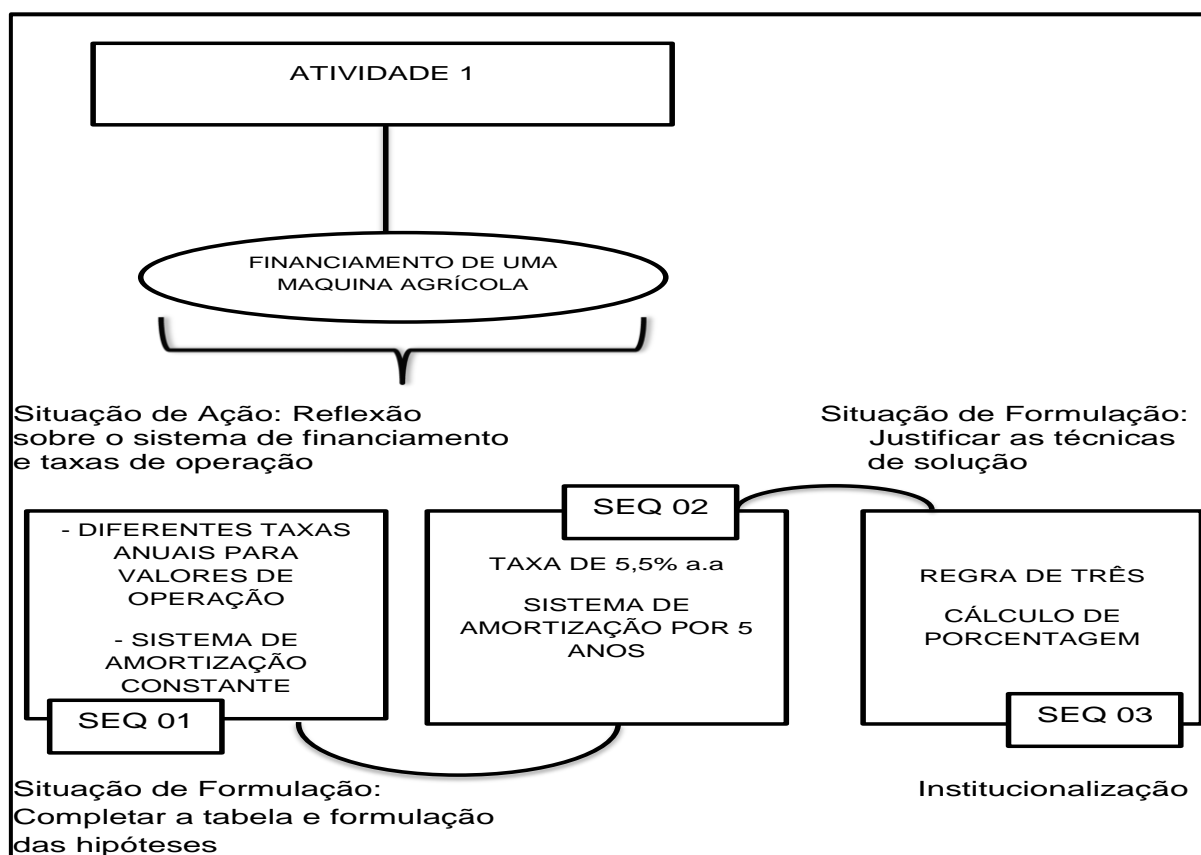 ATIVIDADE 1
FINANCIAMENTO DE UMA
MAQUINA AGRÍCOLA
Situação de Ação: Reflexão
sobre o sistema de financiamento
e taxas de operação
Situação de Formulação:
Justificar as técnicas
de solução
- DIFERENTES TAXAS
ANUAIS PARA
VALORES DE
OPERAÇÃO
- SISTEMA DE
AMORTIZAÇÃO
CONSTANTE
SEQ 01
SEQ 02
TAXA DE 5,5% a.a
SISTEMA DE
AMORTIZAÇÃO POR 5
ANOS
REGRA DE TRÊS
CÁLCULO DE
PORCENTAGEM
SEQ 03
Situação de Formulação:
Completar a tabela e formulação
das hipóteses
Institucionalização